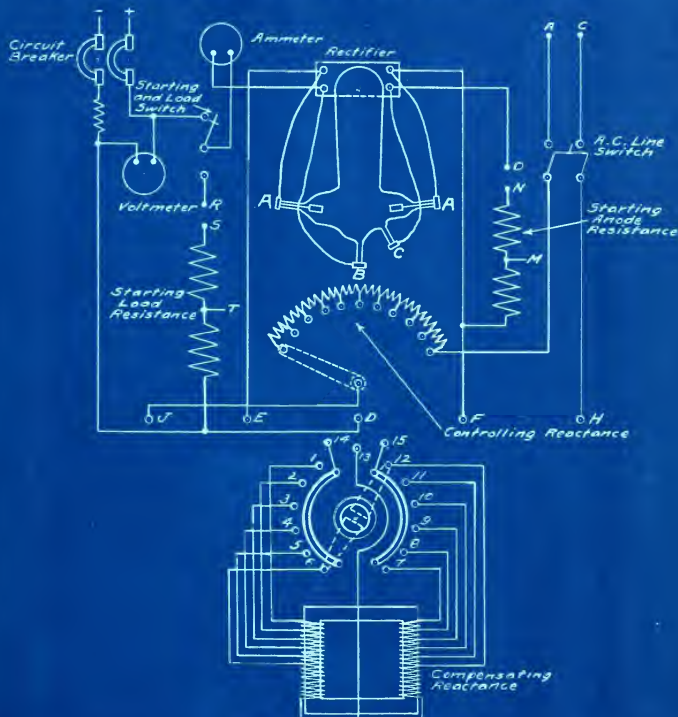 - +
Circuit
Breaker
Ammeter
Starting
and Load
Switch
Rectifier
A C
A.C. Line
Switch
Voltmeter
R
S
A
A
B
C
O
N
Starting
Anode
Resistance
M
Starting
Load
Resistance
T
J
E
D
F
H
Controlling Reactance
14
13
15
1
2
3
4
5
6
12
11
10
9
8
7
Compensating
Reactance